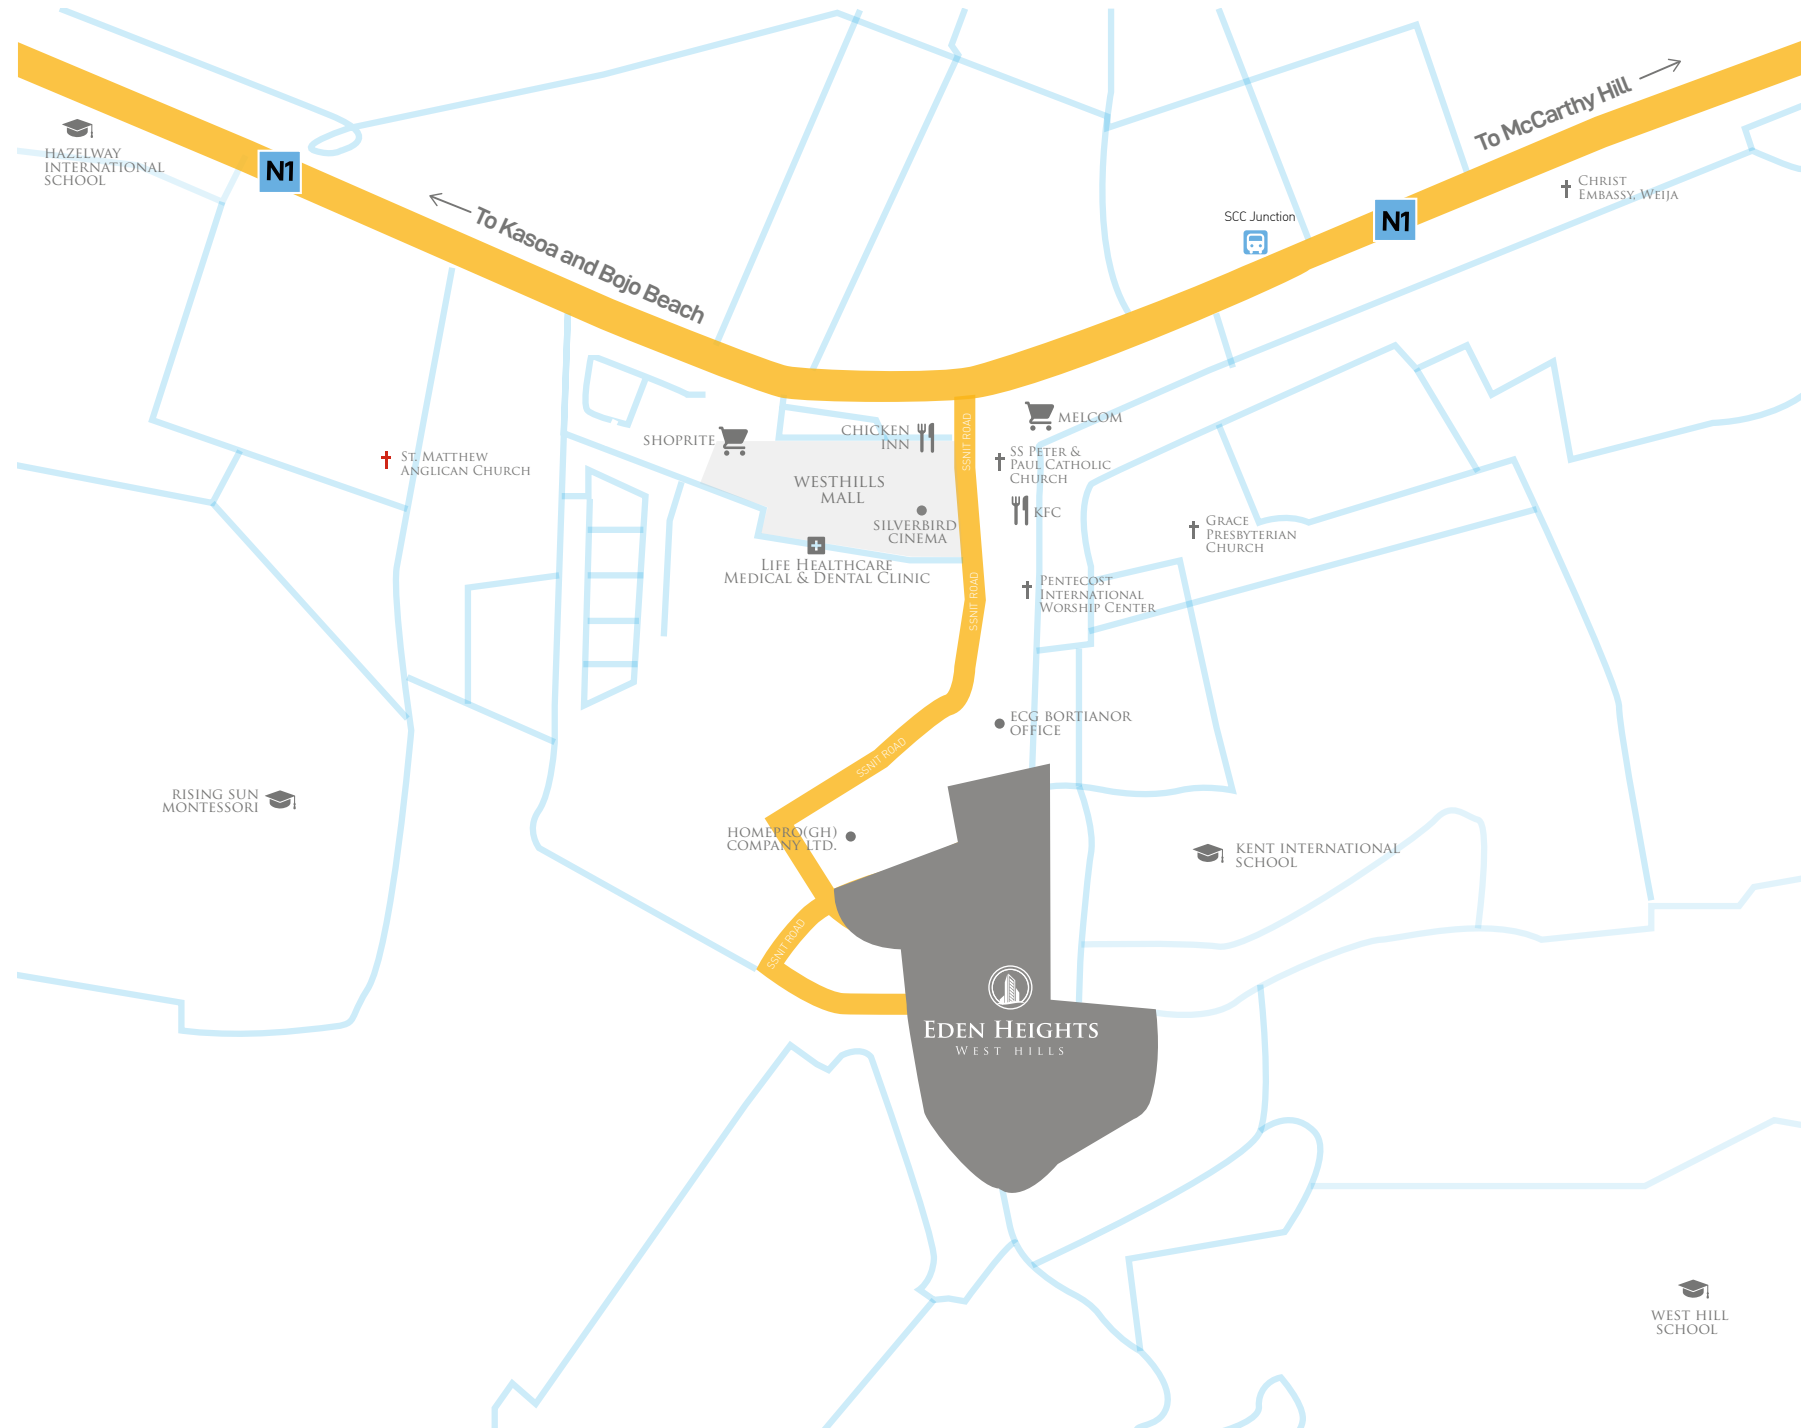 To McCarthy Hill
HAZELWAY
INTERNATIONAL
SCHOOL
N1
CHRIST
EMBASSY, WEIJA
N1
SCC Junction
To Kasoa and Bojo Beach
SHOPRITE
CHICKEN
INN
SSNIT ROAD
MELCOM
ST. MATTHEW
ANGLICAN CHURCH
SS PETER &
PAUL CATHOLIC
CHURCH
WESTHILLS
MALL
KFC
SILVERBIRD
CINEMA
GRACE
PRESBYTERIAN
CHURCH
LIFE HEALTHCARE
MEDICAL & DENTAL CLINIC
SSNIT ROAD
PENTECOST
INTERNATIONAL
WORSHIP CENTER
ECG BORTIANOR
OFFICE
SSNIT ROAD
RISING SUN
MONTESSORI
HOMEPRO(GH)
COMPANY LTD.
KENT INTERNATIONAL
SCHOOL
SSNIT ROAD
EDEN HEIGHTS
WEST HILLS
WEST HILL
SCHOOL